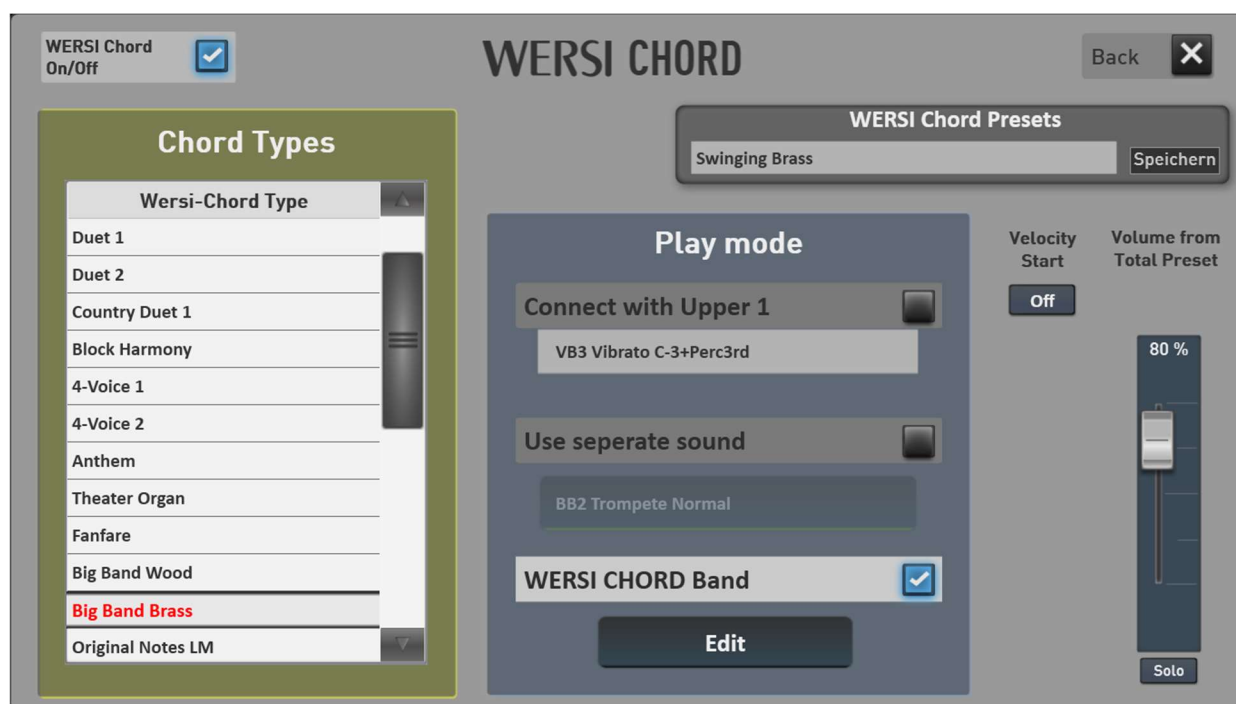 WERSI Chord
On/Off
WERSI CHORD
Back
Chord Types
Wersi-Chord Type
Duet 1
Duet 2
Country Duet 1
Block Harmony
4-Voice 1
4-Voice 2
Anthem
Theater Organ
Fanfare
Big Band Wood
Big Band Brass
Original Notes LM
WERSI Chord Presets
Swinging Brass
Speichern
Play mode
Connect with Upper 1
VB3 Vibrato C-3+Perc3rd
Use seperate sound
BB2 Trompete Normal
WERSI CHORD Band
Edit
Velocity
Start
Off
Volume from
Total Preset
80 %
Solo